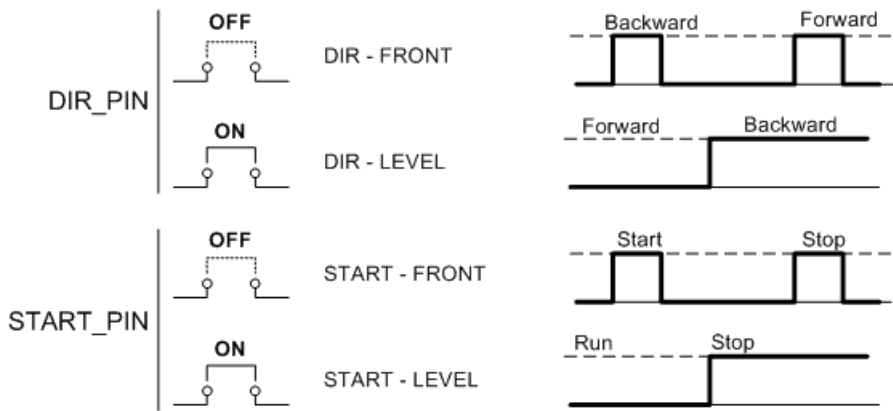 OFF
DIR - FRONT
Backward Forward
DIR_PIN
ON
DIR - LEVEL
Forward Backward
OFF
START - FRONT
Start Stop
START_PIN
ON
START - LEVEL
Run Stop